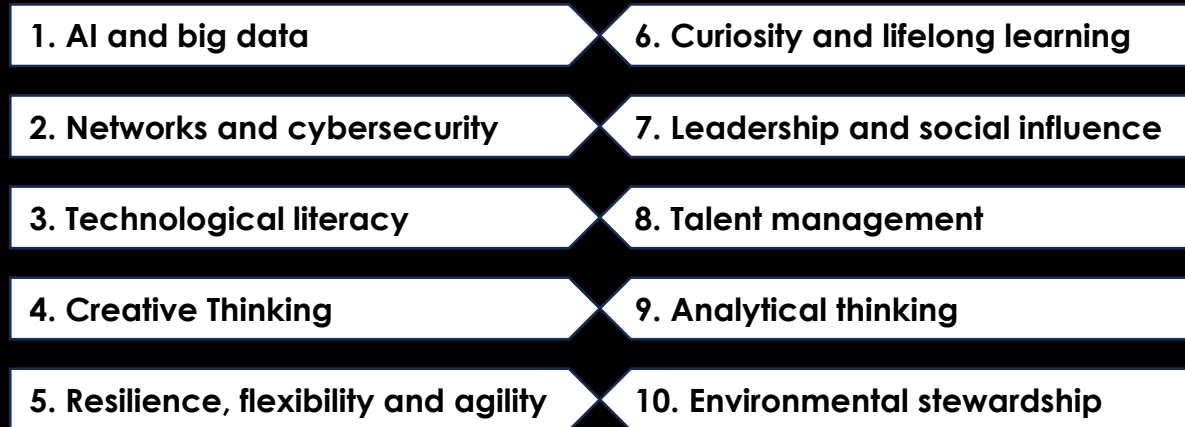 1. AI and big data
2. Networks and cybersecurity
3. Technological literacy
4. Creative Thinking
5. Resilience, flexibility and agility
6. Curiosity and lifelong learning
7. Leadership and social influence
8. Talent management
9. Analytical thinking
10. Environmental stewardship